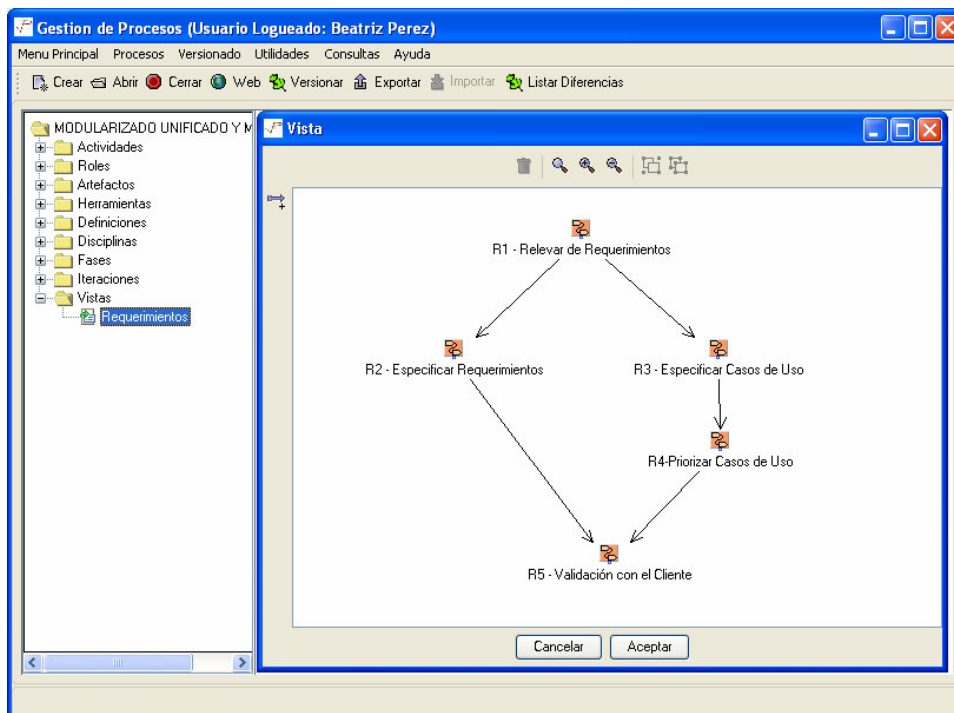 Gestion de Procesos (Usuario Logueado: Beatriz Perez)
Menu Principal Procesos Versionado Utilidades Consultas Ayuda
Crear Abrir Cerrar Web Versionar Exportar Importar Listar Diferencias
MODULARIZADO UNIFICADO Y M
Actividades
Roles
Artefactos
Herramientas
Definiciones
Disciplinas
Fases
Iteraciones
Vistas
Requerimientos
Vista
R1 - Relevar de Requerimientos
R2 - Especificar Requerimientos
R3 - Especificar Casos de Uso
R4-Priorizar Casos de Uso
R5 - Validación con el Cliente
Cancelar Aceptar